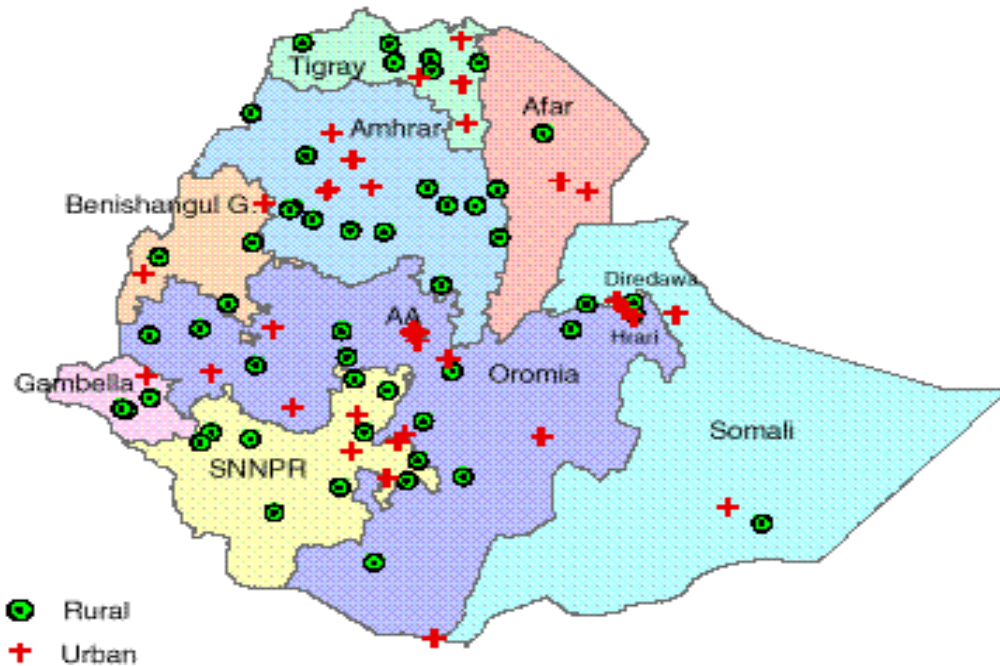 Tigray
Afar
Amhrar
Benishangul G.
Diredawa
AA
Hrari
Gambella
Oromia
Somali
SNNPR
Rural
Urban